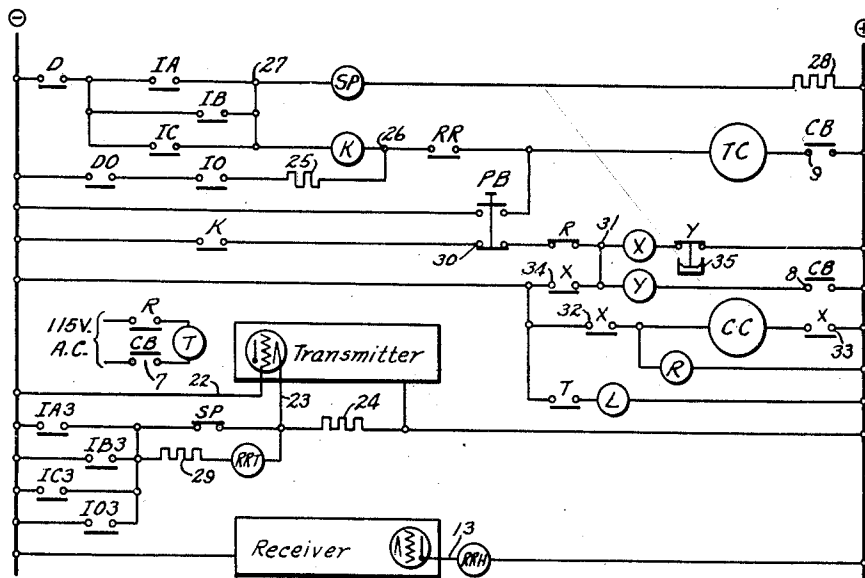 ⊖ ⊕
D IA 27 SP 28
IB
IC K 26 RR TC CB 9
DO IO 25
PB
K 30 R 31 X Y 35
34 X Y 8 CB
32 X CC X 33
R
T L
115V. A.C. R CB T 7
22 Transmitter 23
IA3 SP 24
IB3 29 RRT
IC3
IO3
Receiver 13 RRH